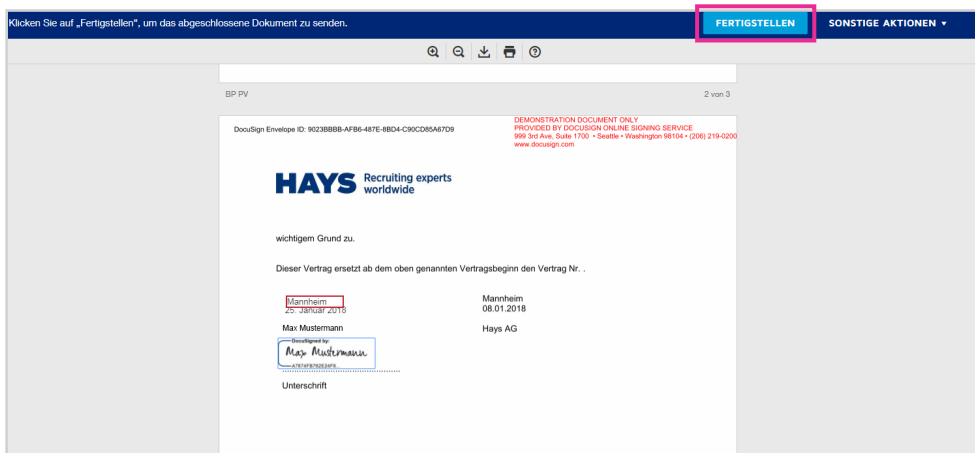 Klicken Sie auf „Fertigstellen", um das abgeschlossene Dokument zu senden.
FERTIGSTELLEN
SONSTIGE AKTIONEN
BP PV
2 von 3
DocuSign Envelope ID: 9023BBBB-AFB6-487E-8BD4-C90CD85A67D9
DEMONSTRATION DOCUMENT ONLY
PROVIDED BY DOCUSIGN ONLINE SIGNING SERVICE
999 3rd Ave, Suite 1700 • Seattle • Washington 98104 • (206) 219-0200
www.docusign.com
HAYS Recruiting experts
worldwide
wichtigem Grund zu.
Dieser Vertrag ersetzt ab dem oben genannten Vertragsbeginn den Vertrag Nr. .
Mannheim
25. Januar 2018
Mannheim
08.01.2018
Max Mustermann
Hays AG
DocuSigned by:
Max Mustermann
Unterschrift